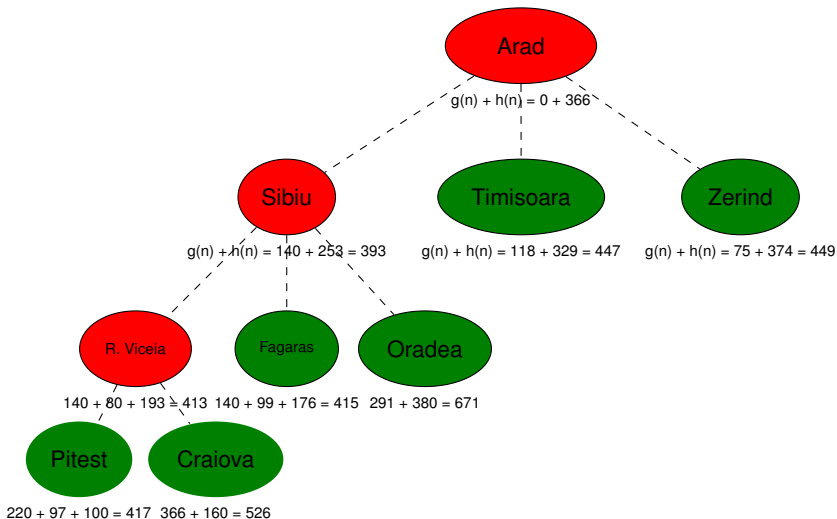 Arad
g(n) + h(n) = 0 + 366
Sibiu
Timisoara
Zerind
g(n) + h(n) = 140 + 253 = 393
g(n) + h(n) = 118 + 329 = 447
g(n) + h(n) = 75 + 374 = 449
R. Viceia
Fagaras
Oradea
140 + 80 + 193 = 413
140 + 99 + 176 = 415
291 + 380 = 671
Pitest
Craiova
220 + 97 + 100 = 417
366 + 160 = 526